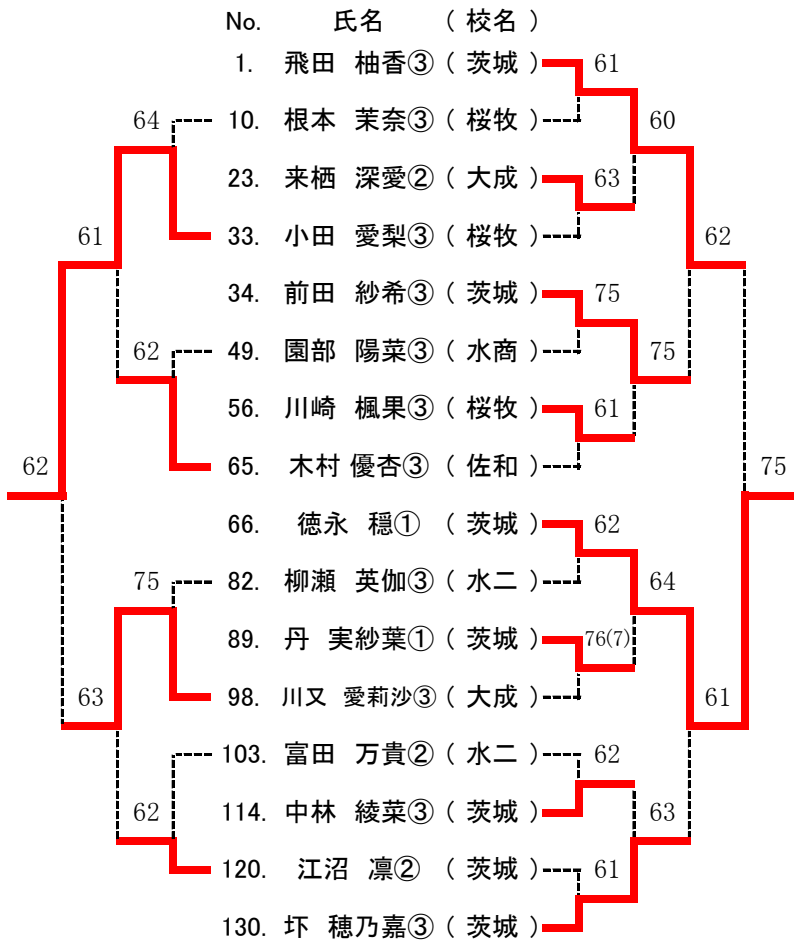 No. 氏名 ( 校名 )
1. 飛田 柚香③ ( 茨城 ) 61
64 10. 根本 茉奈③ ( 桜牧 ) 60
23. 来栖 深愛② ( 大成 ) 63
61 33. 小田 愛梨③ ( 桜牧 ) 62
34. 前田 紗希③ ( 茨城 ) 75
62 49. 園部 陽菜③ ( 水商 ) 75
56. 川崎 楓果③ ( 桜牧 ) 61
62 65. 木村 優杏③ ( 佐和 ) 75
66. 徳永 穏① ( 茨城 ) 62
75 82. 柳瀬 英伽③ ( 水二 ) 64
89. 丹 実紗葉① ( 茨城 ) 76(7)
63 98. 川又 愛莉沙③ ( 大成 ) 61
103. 富田 万貴② ( 水二 ) 62
62 114. 中林 綾菜③ ( 茨城 ) 63
120. 江沼 凛② ( 茨城 ) 61
130. 圷 穂乃嘉③ ( 茨城 )